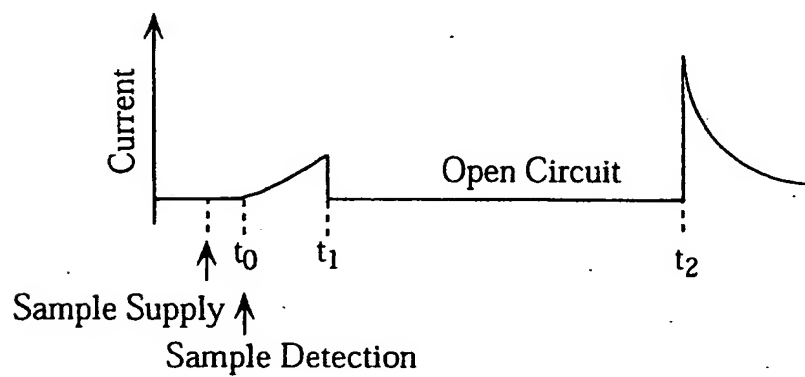 Current
Open Circuit
t0 t1 t2
Sample Supply
Sample Detection